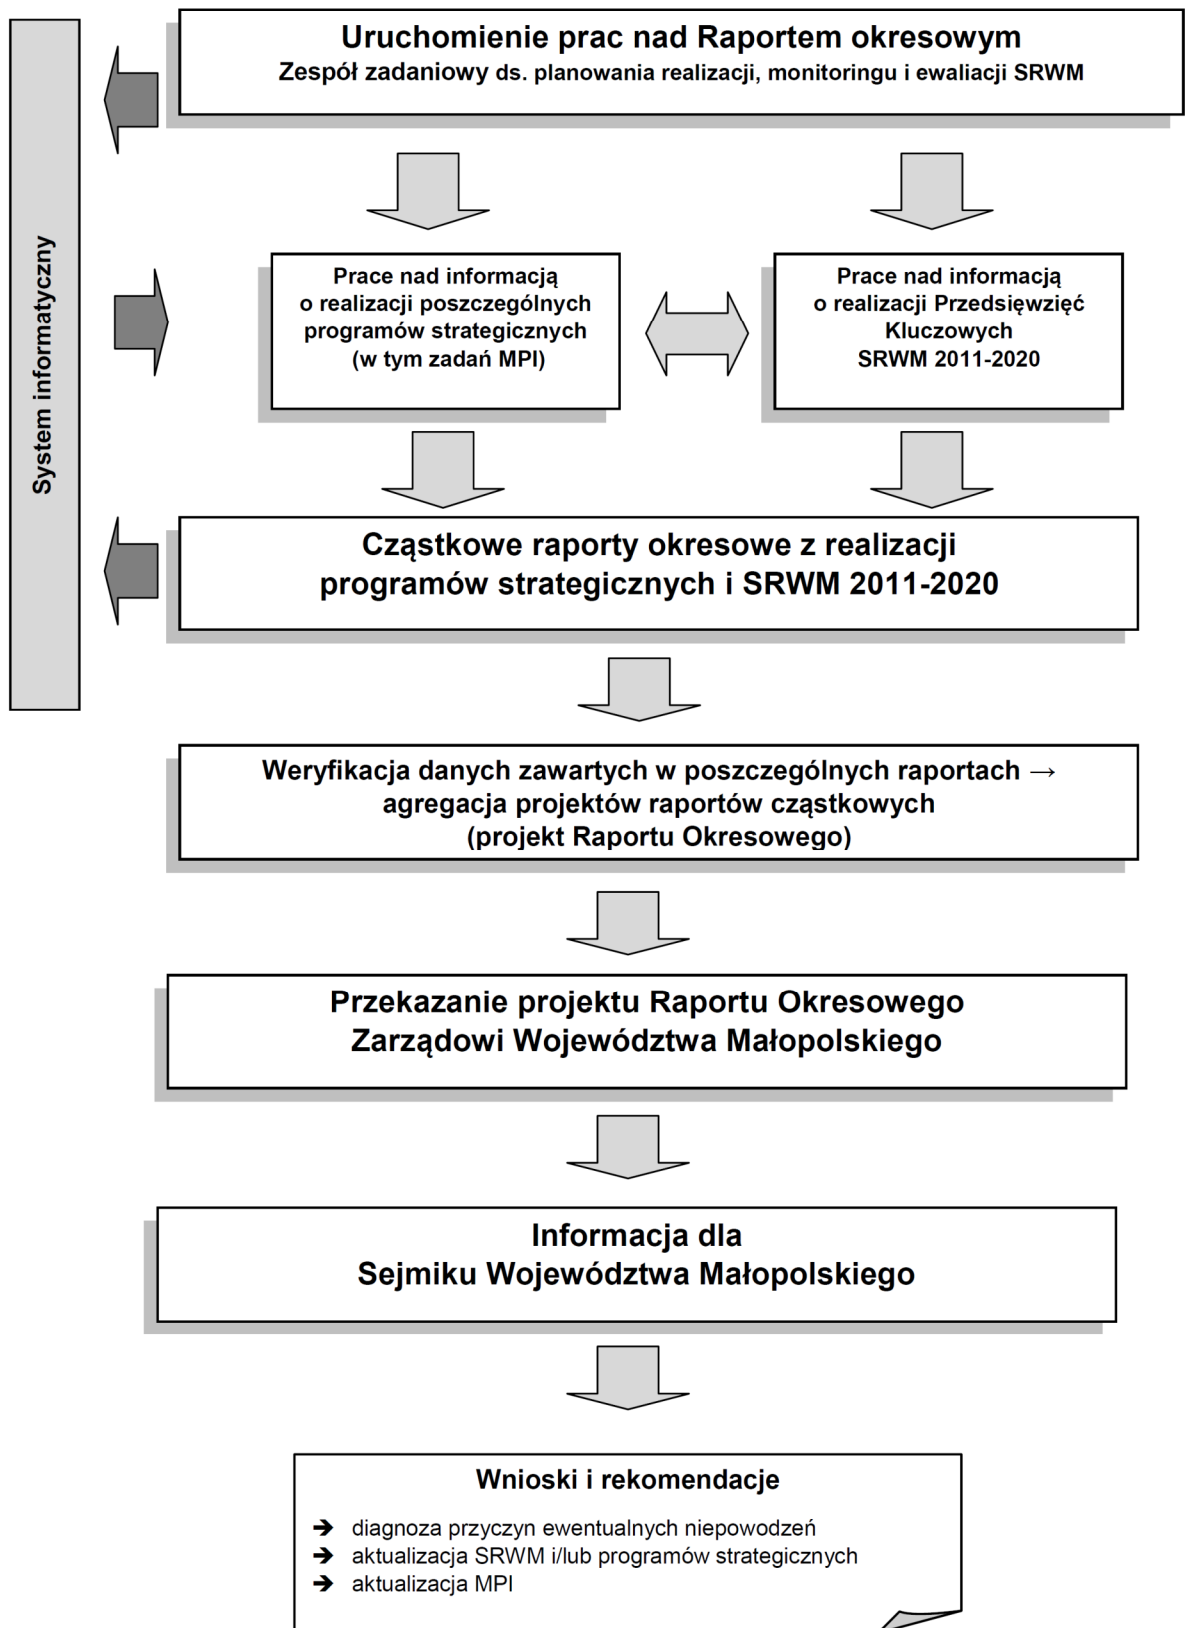 Uruchomienie prac nad Raportem okresowym
Zespół zadaniowy ds. planowania realizacji, monitoringu i ewaliacji SRWM
System informatyczny
Prace nad informacją
o realizacji poszczególnych
programów strategicznych
(w tym zadań MPI)
Prace nad informacją
o realizacji Przedsięwzięć
Kluczowych
SRWM 2011-2020
Cząstkowe raporty okresowe z realizacji
programów strategicznych i SRWM 2011-2020
Weryfikacja danych zawartych w poszczególnych raportach →
agregacja projektów raportów cząstkowych
(projekt Raportu Okresowego)
Przekazanie projektu Raportu Okresowego
Zarządowi Województwa Małopolskiego
Informacja dla
Sejmiku Województwa Małopolskiego
Wnioski i rekomendacje
➔ diagnoza przyczyn ewentualnych niepowodzeń
➔ aktualizacja SRWM i/lub programów strategicznych
➔ aktualizacja MPI